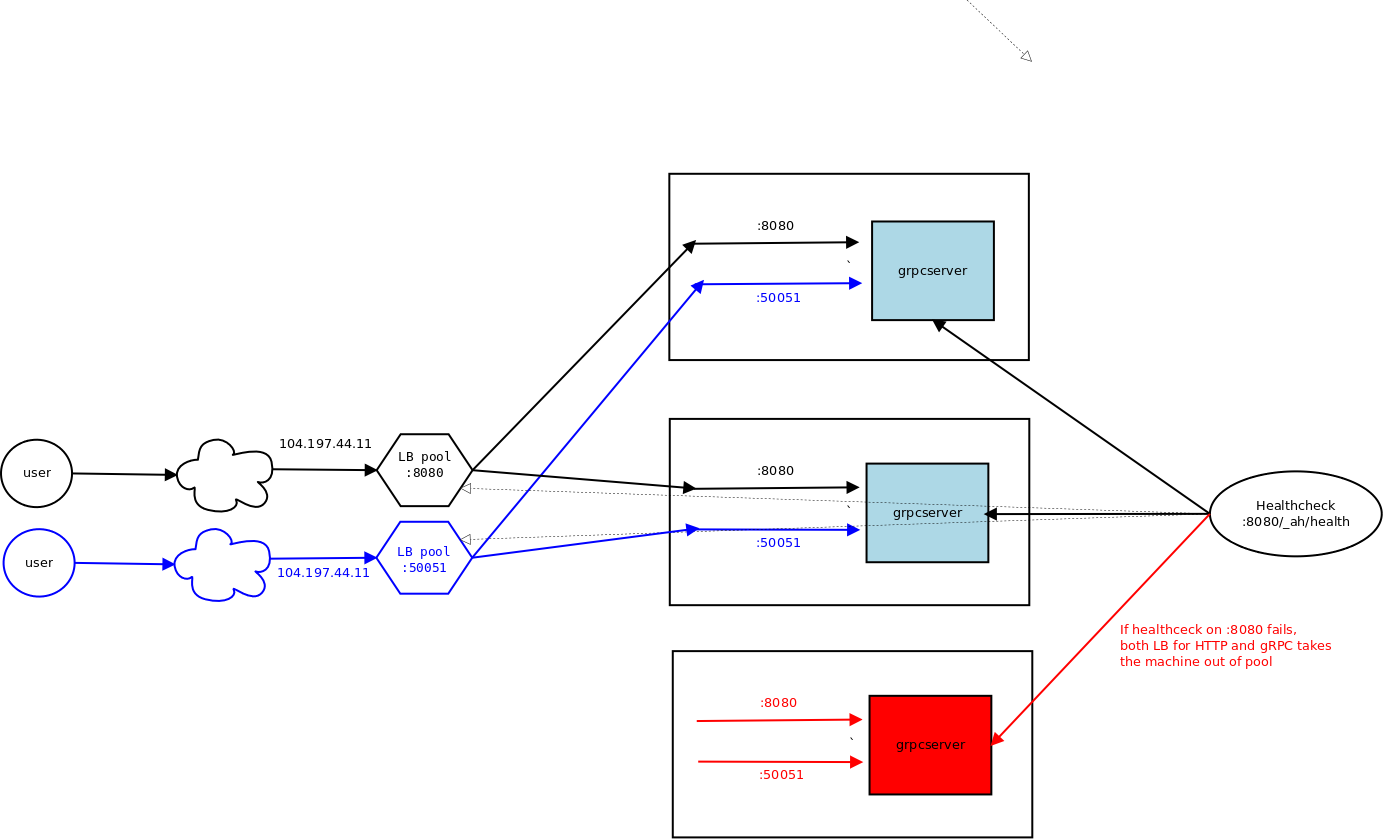 :8080
`
grpcserver
:50051
104.197.44.11
user
LB pool
:8080
:8080
`
grpcserver
:50051
Healthcheck
:8080/_ah/health
user
LB pool
:50051
104.197.44.11
If healthceck on :8080 fails,
both LB for HTTP and gRPC takes
the machine out of pool
:8080
`
grpcserver
:50051